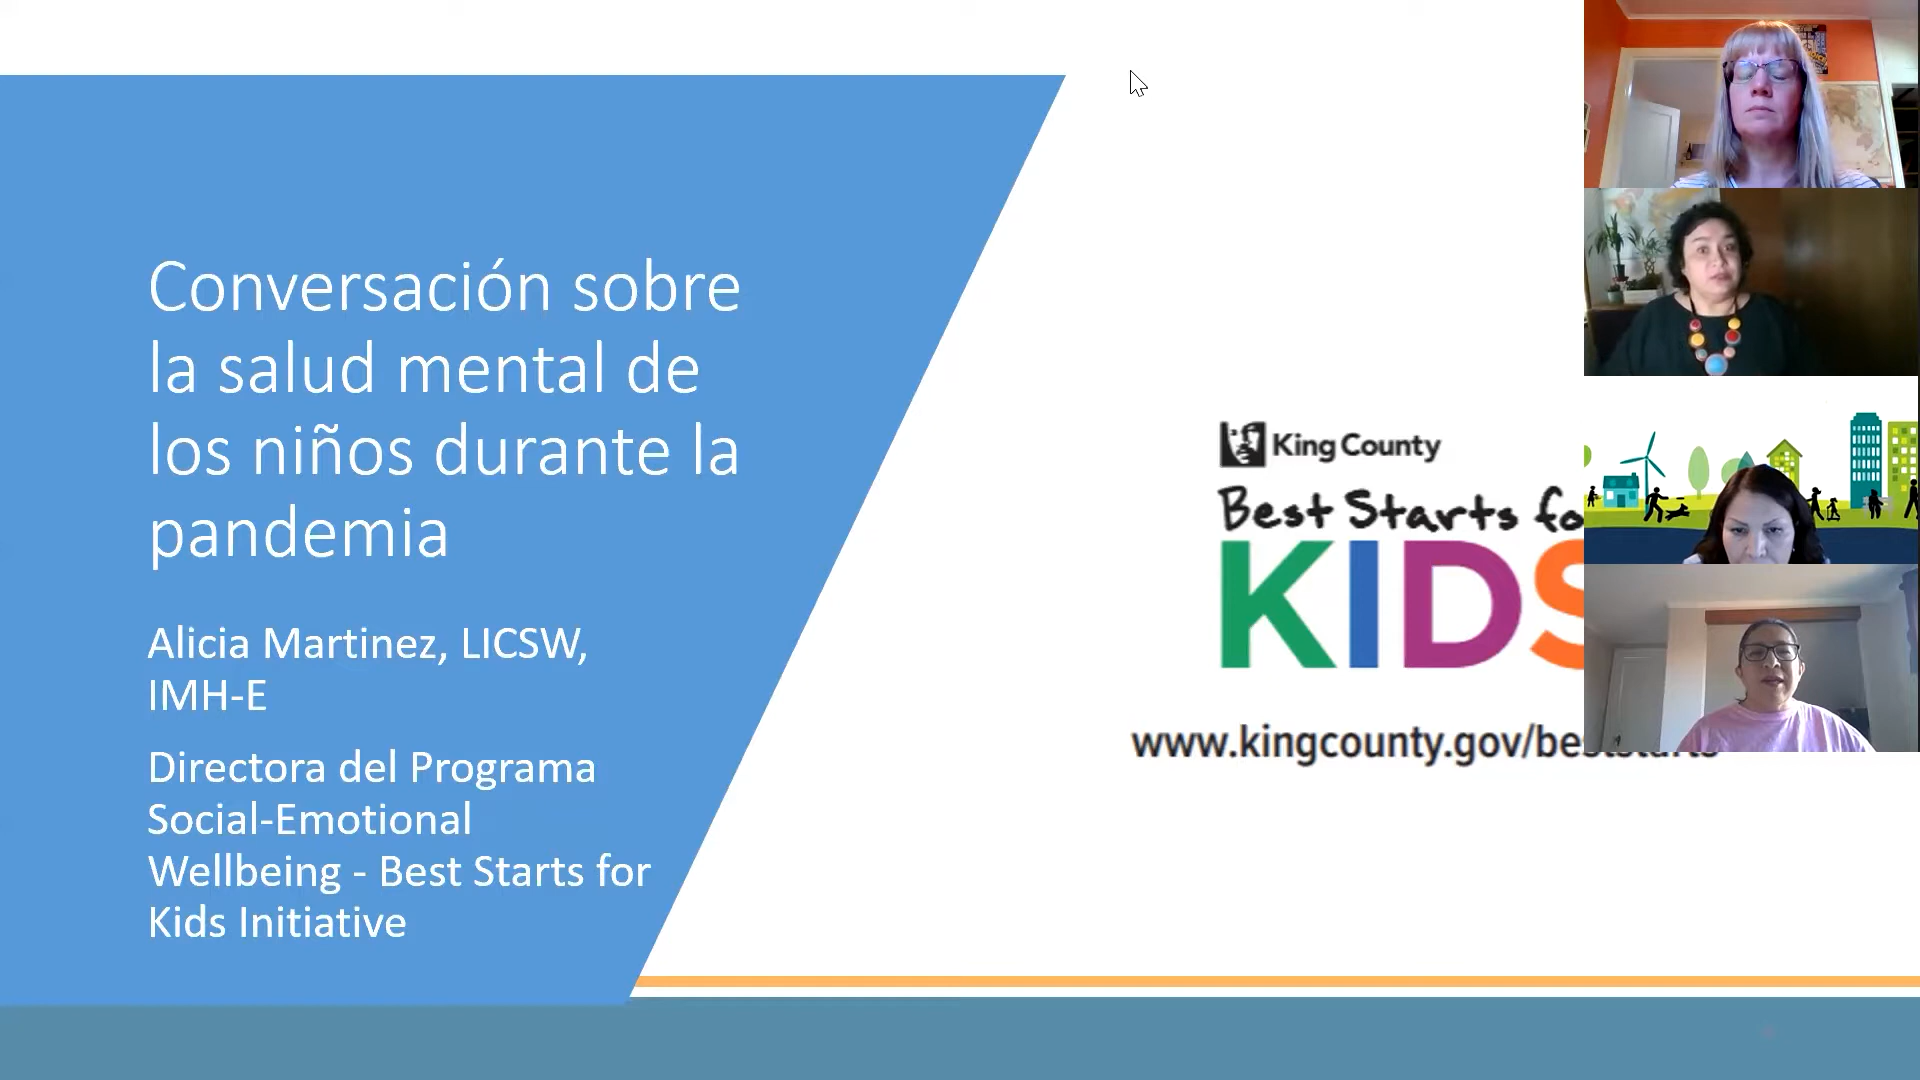 Conversación sobre
la salud mental de
los niños durante la
pandemia
Alicia Martinez, LICSW,
IMH-E
Directora del Programa
Social-Emotional
Wellbeing - Best Starts for
Kids Initiative
King County
Best Starts fo
KIDS
www.kingcounty.gov/beststarts